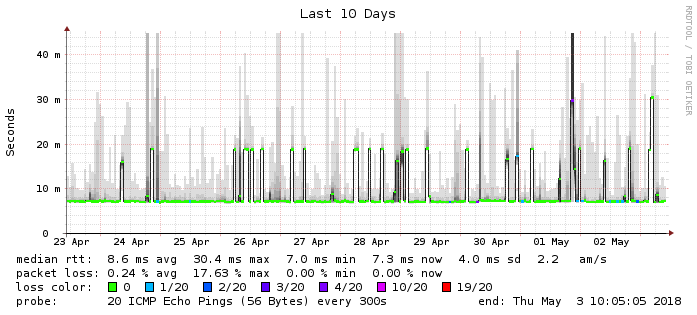 Last 10 Days
RRDTOOL / TOBI OETIKER
Seconds
40 m
30 m
20 m
10 m
0
23 Apr 24 Apr 25 Apr 26 Apr 27 Apr 28 Apr 29 Apr 30 Apr 01 May 02 May
median rtt: 8.6 ms avg 30.4 ms max 7.0 ms min 7.3 ms now 4.0 ms sd 2.2 am/s
packet loss: 0.24 % avg 17.63 % max 0.00 % min 0.00 % now
loss color: 0 1/20 2/20 3/20 4/20 10/20 19/20
probe: 20 ICMP Echo Pings (56 Bytes) every 300s end: Thu May 3 10:05:05 2018